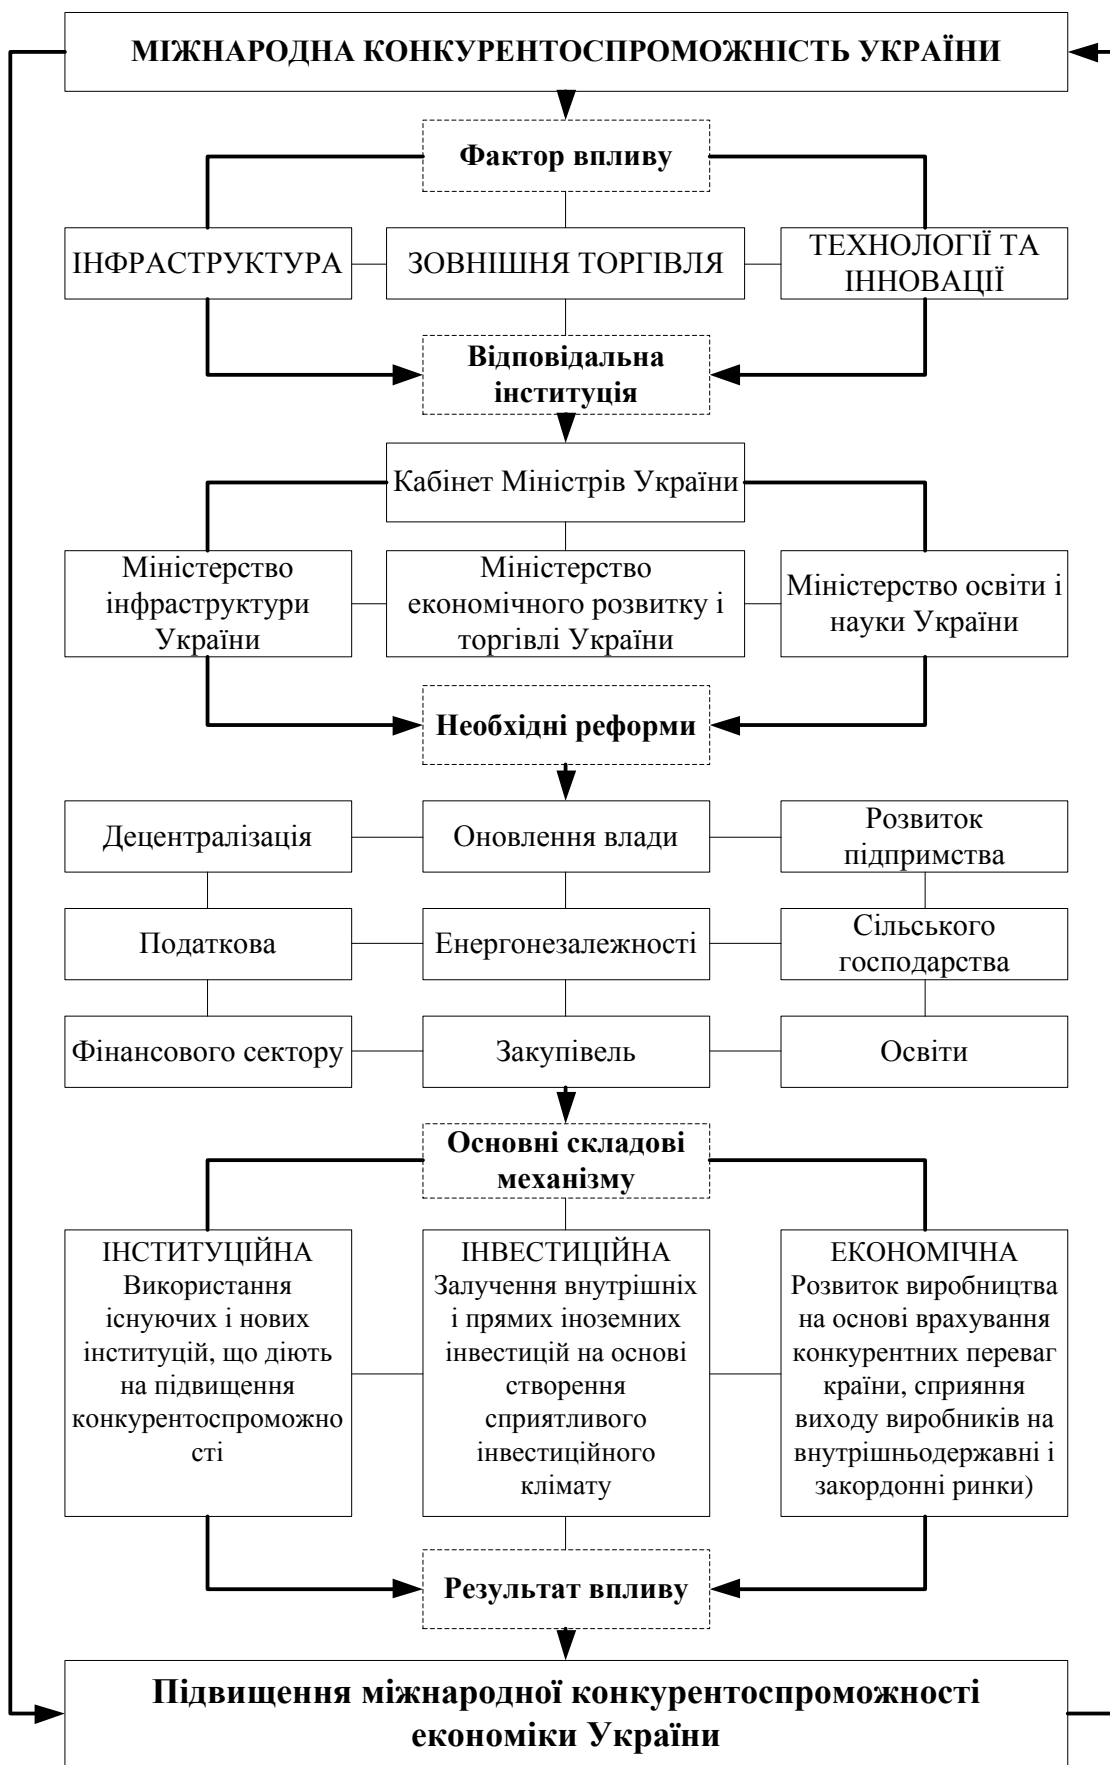 МІЖНАРОДНА КОНКУРЕНТОСПРОМОЖНІСТЬ УКРАЇНИ
Фактор впливу
ІНФРАСТРУКТУРА
ЗОВНІШНЯ ТОРГІВЛЯ
ТЕХНОЛОГІЇ ТА
ІННОВАЦІЇ
Відповідальна
інституція
Кабінет Міністрів України
Міністерство
інфраструктури
України
Міністерство
економічного розвитку і
торгівлі України
Міністерство освіти і
науки України
Необхідні реформи
Децентралізація
Оновлення влади
Розвиток
підпримства
Податкова
Енергонезалежності
Сільського
господарства
Фінансового сектору
Закупівель
Освіти
Основні складові
механізму
ІНСТИТУЦІЙНА
Використання
існуючих і нових
інституцій, що діють
на підвищення
конкурентоспроможно
сті
ІНВЕСТИЦІЙНА
Залучення внутрішніх
і прямих іноземних
інвестицій на основі
створення
сприятливого
інвестиційного
клімату
ЕКОНОМІЧНА
Розвиток виробництва
на основі врахування
конкурентних переваг
країни, сприяння
виходу виробників на
внутрішньодержавні і
закордонні ринки)
Результат впливу
Підвищення міжнародної конкурентоспроможності
економіки України